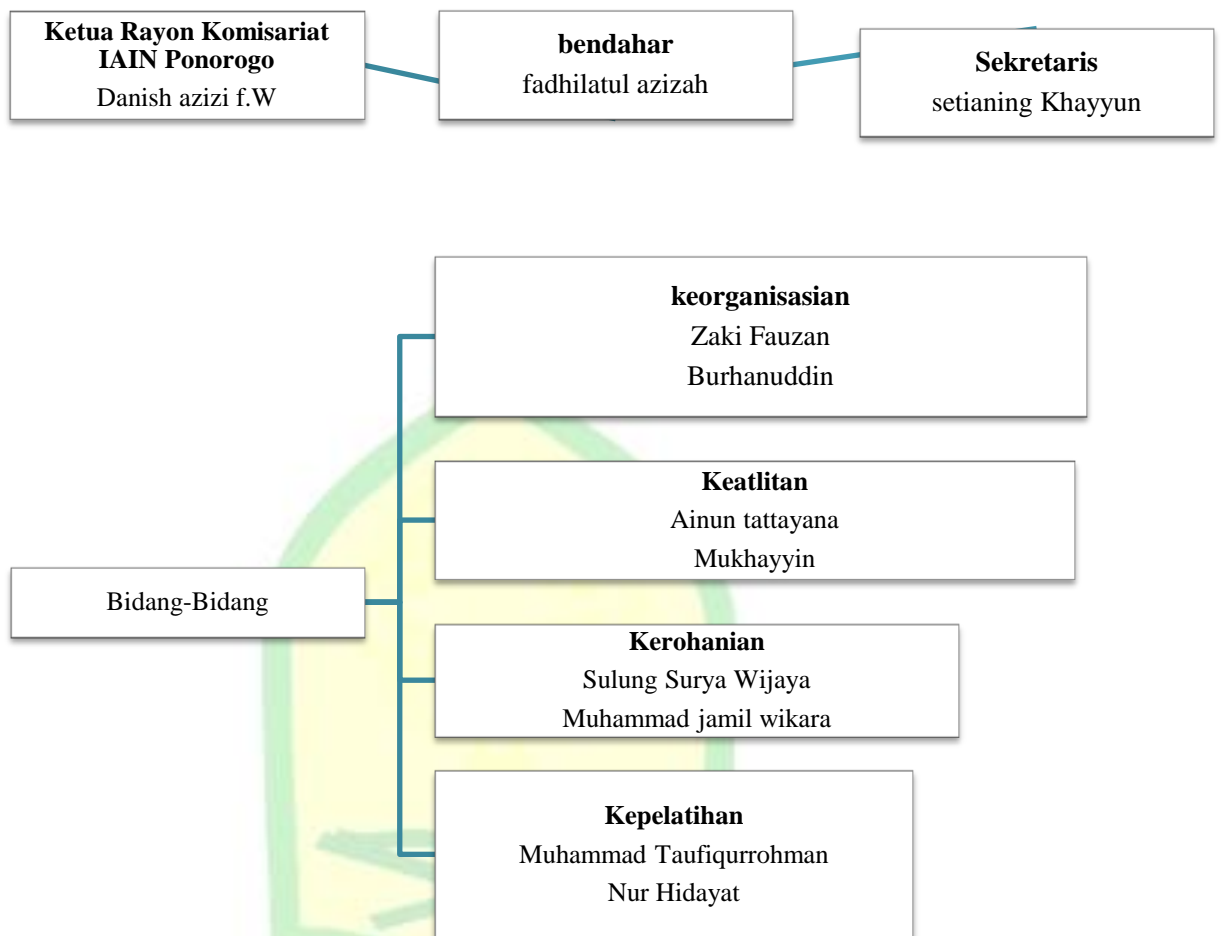 Ketua Rayon Komisariat
IAIN Ponorogo
Danish azizi f.W
bendahar
fadhilatul azizah
Sekretaris
setianing Khayyun
keorganisasian
Zaki Fauzan
Burhanuddin
Keatlitan
Ainun tattayana
Mukhayyin
Bidang-Bidang
Kerohanian
Sulung Surya Wijaya
Muhammad jamil wikara
Kepelatihan
Muhammad Taufiqurrohman
Nur Hidayat